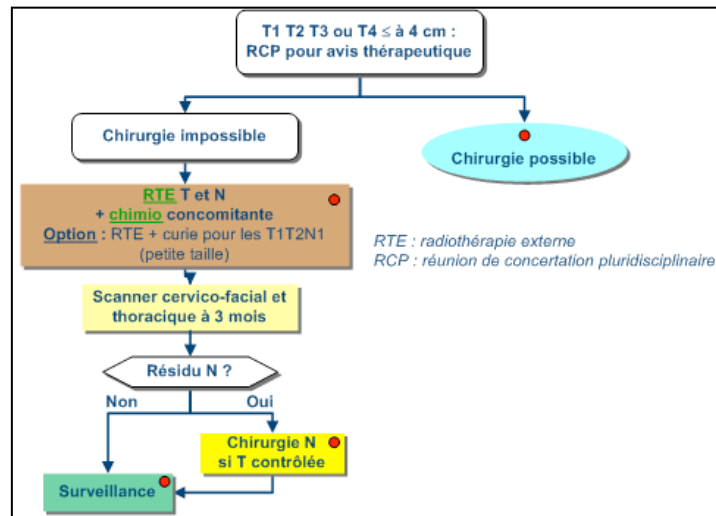 T1 T2 T3 ou T4 ≤ à 4 cm :
RCP pour avis thérapeutique
Chirurgie impossible
Chirurgie possible
RTE T et N
+ chimio concomitante
Option : RTE + curie pour les T1T2N1
(petite taille)
RTE : radiothérapie externe
RCP : réunion de concertation pluridisciplinaire
Scanner cervico-facial et
thoracique à 3 mois
Résidu N ?
Non
Oui
Chirurgie N
si T contrôlée
Surveillance